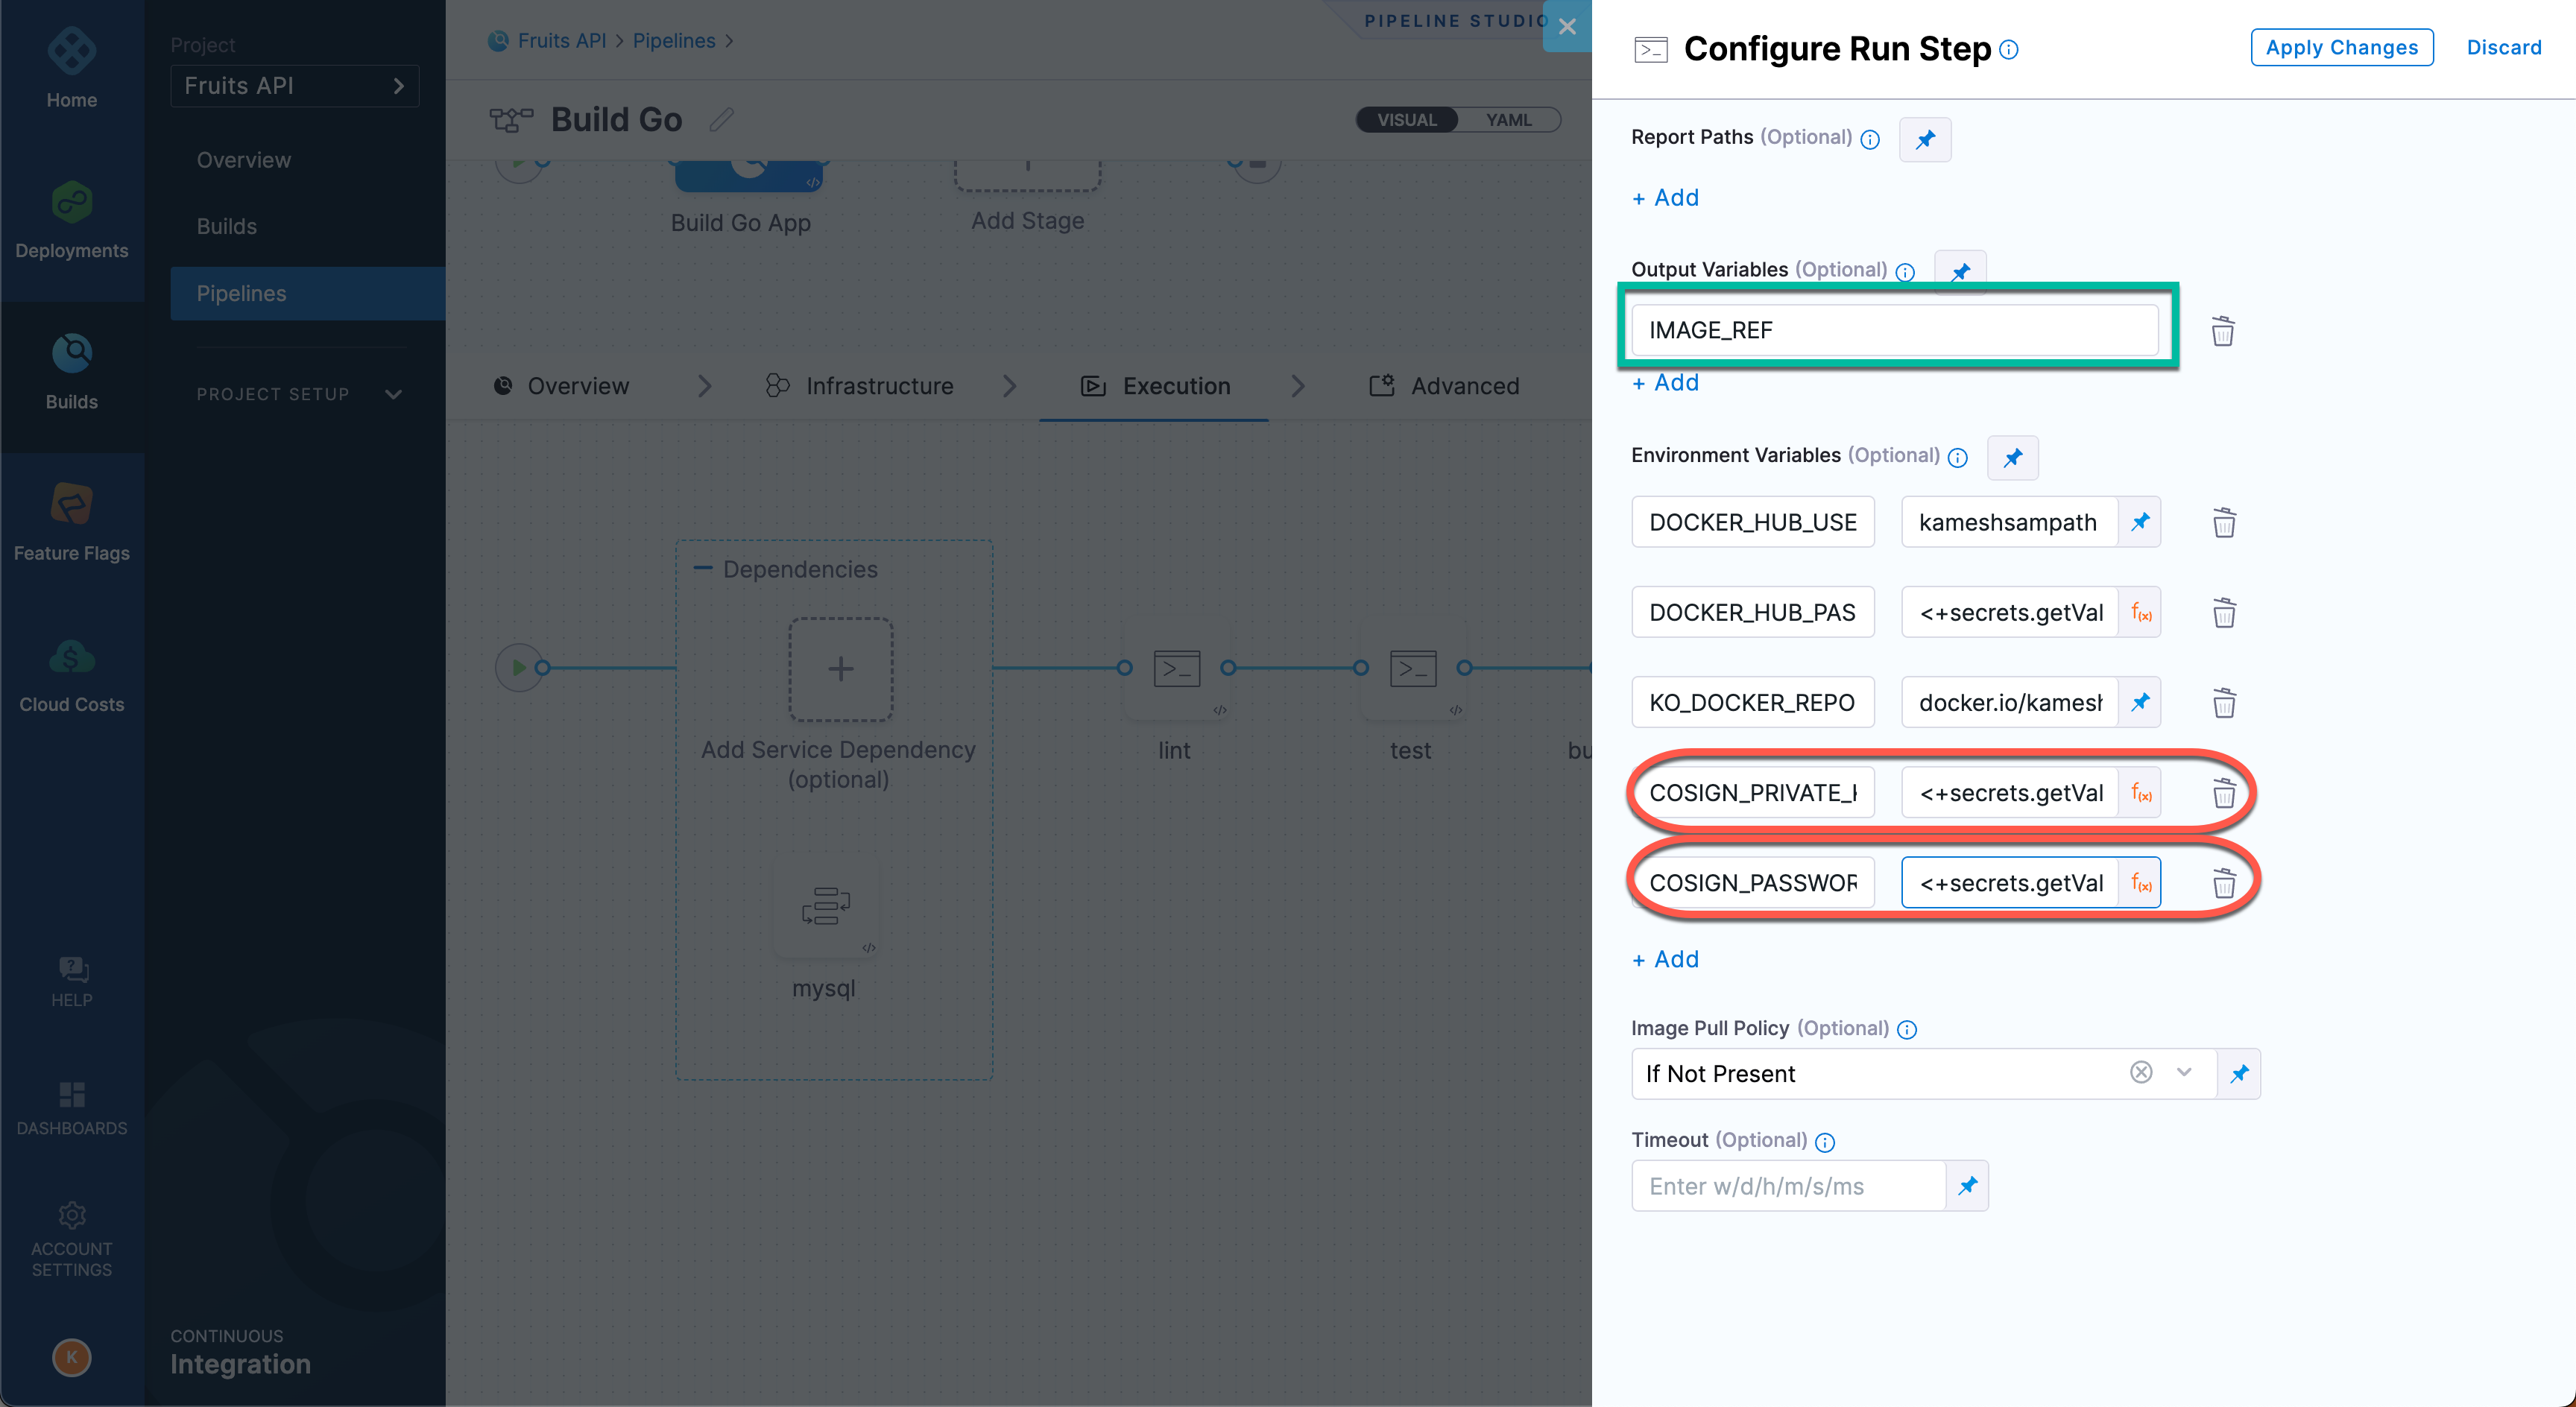 Home
Deployments
Builds
Feature Flags
Cloud Costs
HELP
DASHBOARDS
ACCOUNT
SETTINGS
K
Project
Fruits API
Overview
Builds
Pipelines
PROJECT SETUP
CONTINUOUS
Integration
Fruits API > Pipelines >
PIPELINE STUDIO
Build Go
VISUAL
YAML
Build Go App
Add Stage
Overview
Infrastructure
Execution
Advanced
Dependencies
Add Service Dependency
(optional)
lint
test
bu
mysql
Configure Run Step
Apply Changes
Discard
Report Paths (Optional)
+ Add
Output Variables (Optional)
IMAGE_REF
+ Add
Environment Variables (Optional)
DOCKER_HUB_USE kameshsampath
DOCKER_HUB_PAS <+secrets.getVal f(x)
KO_DOCKER_REPO docker.io/kamesh
COSIGN_PRIVATE_K <+secrets.getVal f(x)
COSIGN_PASSWOR <+secrets.getVal f(x)
+ Add
Image Pull Policy (Optional)
If Not Present
Timeout (Optional)
Enter w/d/h/m/s/ms